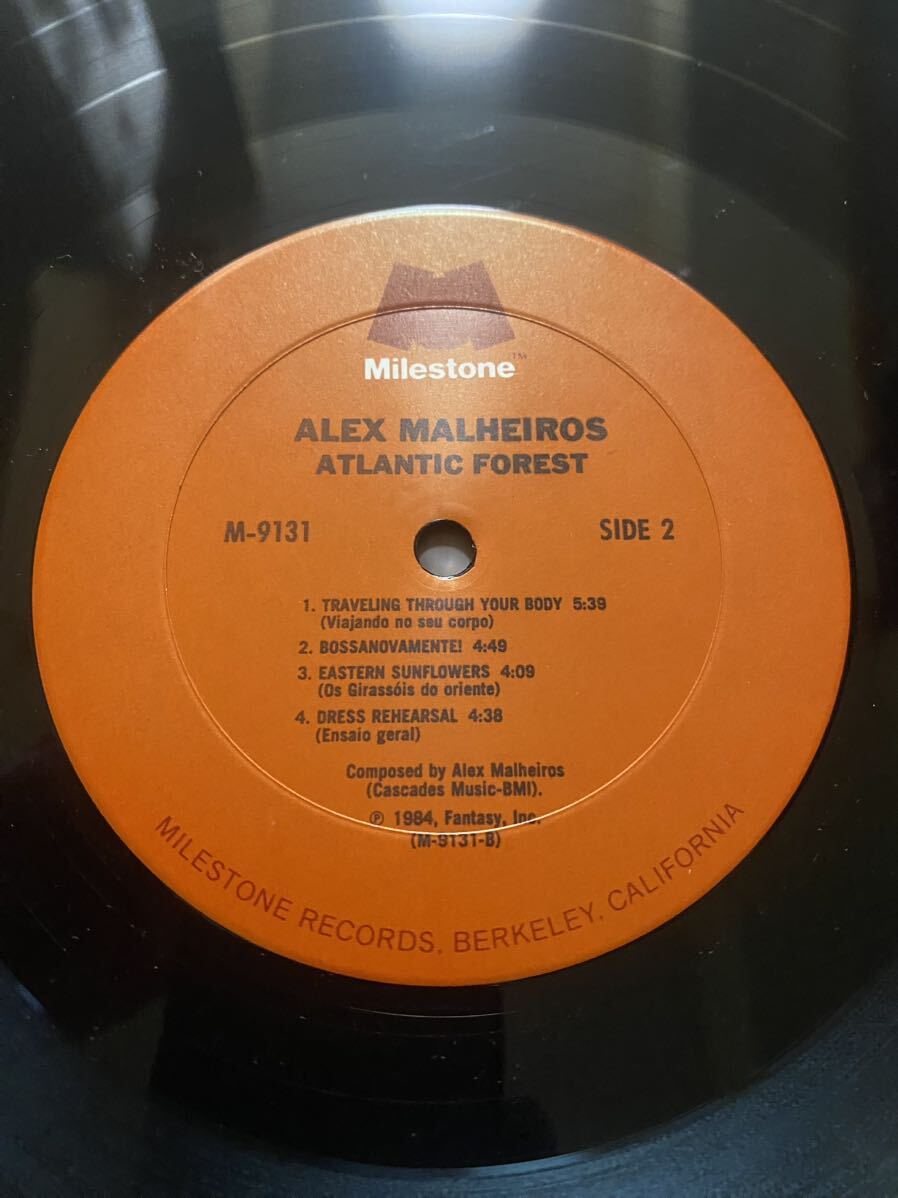 Milestone™
ALEX MALHEIROS
ATLANTIC FOREST
M-9131 SIDE 2
1. TRAVELING THROUGH YOUR BODY 5:39
(Viajando no seu corpo)
2. BOSSANOVAMENTE! 4:49
3. EASTERN SUNFLOWERS 4:09
(Os Girassóis do oriente)
4. DRESS REHEARSAL 4:38
(Ensaio geral)
Composed by Alex Malheiros
(Cascades Music-BMI).
℗ 1984, Fantasy, Inc.
(M-9131-B)
MILESTONE RECORDS, BERKELEY, CALIFORNIA